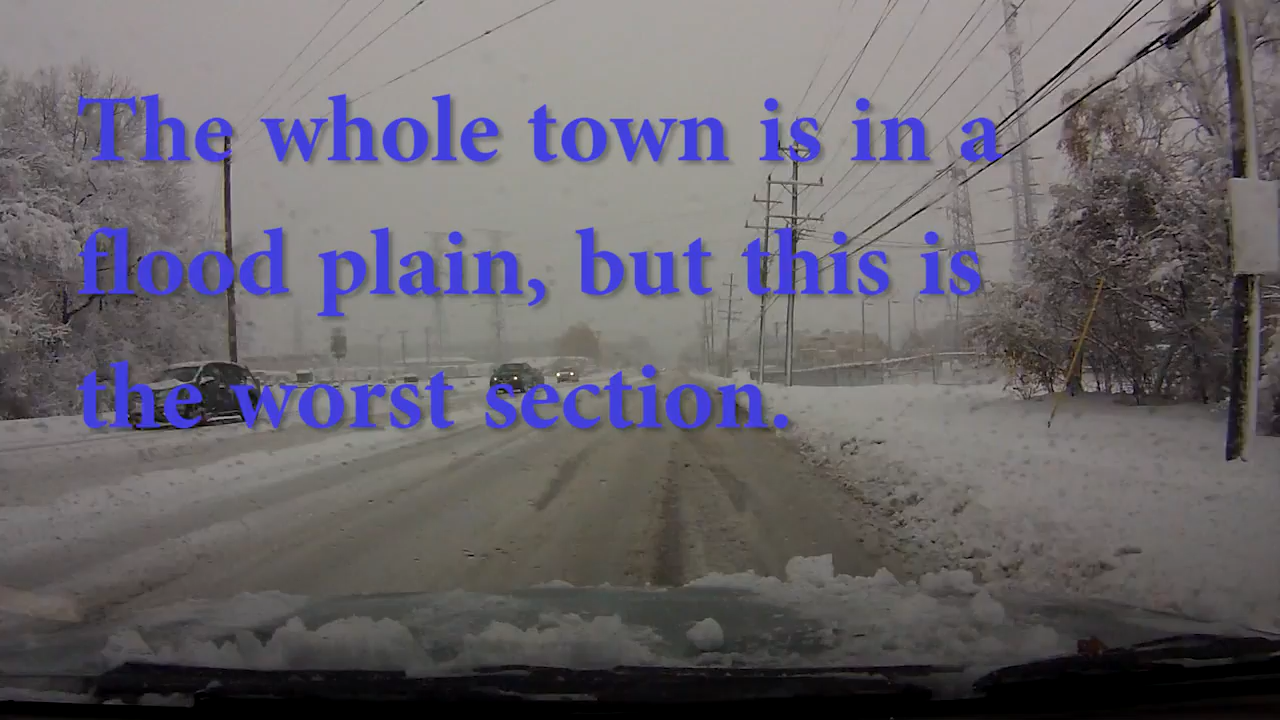 The whole town is in a
flood plain, but this is
the worst section.